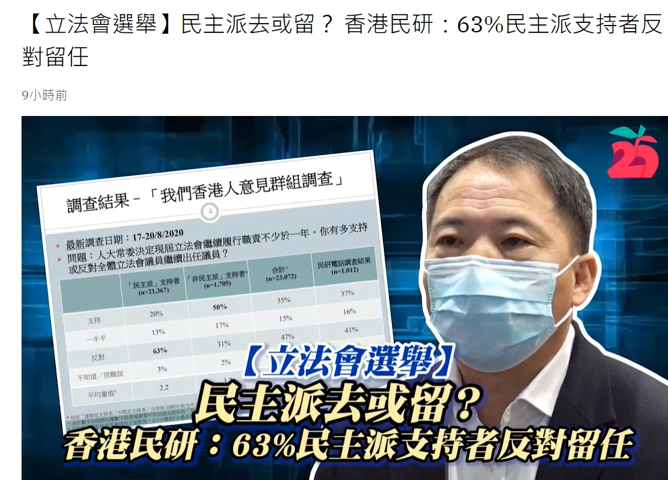 【立法會選舉】民主派去或留？ 香港民研：63%民主派支持者反
對留任
9小時前
25
調查結果 – 「我們香港人意見群組調查」
4
• 最新調查日期：17-20/8/2020
• 問題：人大常委決定現屆立法會繼續履行職責不少於一年。你有多支持
或反對全體立法會議員繼續出任議員？
「民主派」支持者 「非民主派」支持者 合計 民研電話調查結果
(n=21,367) (n=1,705) (n=23,072) (n=1,012)
支持 20% 50% 35% 37%
一半半 13% 17% 15% 16%
反對 63% 31% 47% 41%
不知道／很難說 3% 2%
平均量值 2.2
【立法會選舉】
民主派去或留？
香港民研：63%民主派支持者反對留任